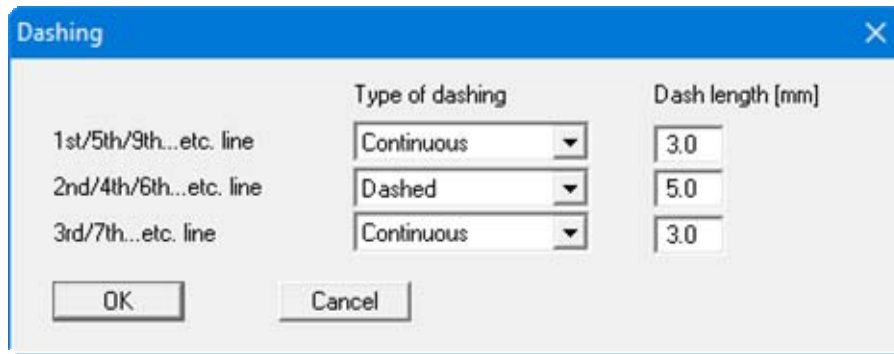 Dashing
Type of dashing Dash length [mm]
1st/5th/9th...etc. line Continuous 3.0
2nd/4th/6th...etc. line Dashed 5.0
3rd/7th...etc. line Continuous 3.0
OK Cancel